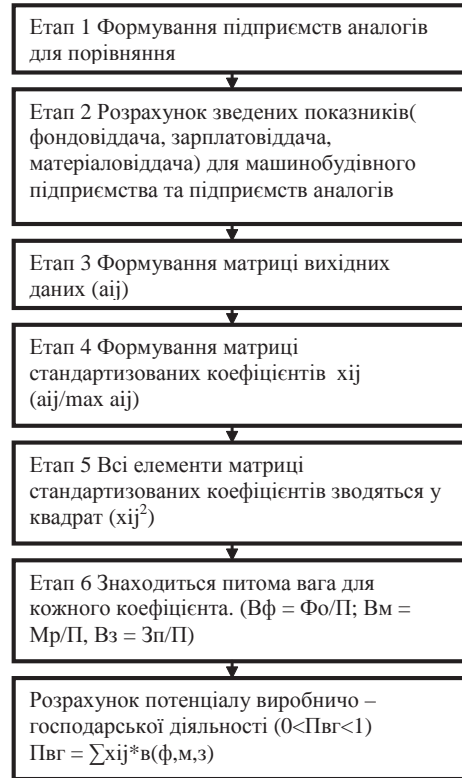 Етап 1 Формування підприємств аналогів
для порівняння
Етап 2 Розрахунок зведених показників(
фондовіддача, зарплатовіддача,
матеріаловіддача) для машинобудівного
підприємства та підприємств аналогів
Етап 3 Формування матриці вихідних
даних (aij)
Етап 4 Формування матриці
стандартизованих коефіцієнтів xij
(aij/max aij)
Етап 5 Всі елементи матриці
стандартизованих коефіцієнтів зводяться у
квадрат (xij²)
Етап 6 Знаходиться питома вага для
кожного коефіцієнта. (Вф = Фо/П; Вм =
Мр/П, Вз = Зп/П)
Розрахунок потенціалу виробничо –
господарської діяльності (0<Пвг<1)
Пвг = ∑xij*в(ф,м,з)